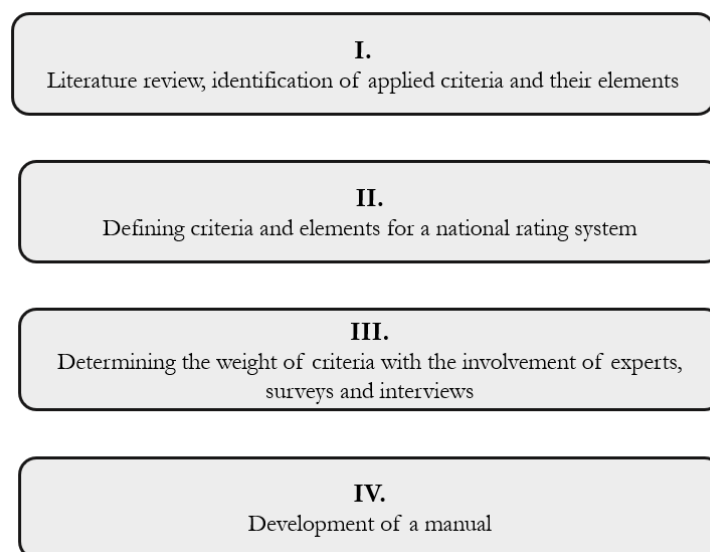 I.
Literature review, identification of applied criteria and their elements
II.
Defining criteria and elements for a national rating system
III.
Determining the weight of criteria with the involvement of experts,
surveys and interviews
IV.
Development of a manual